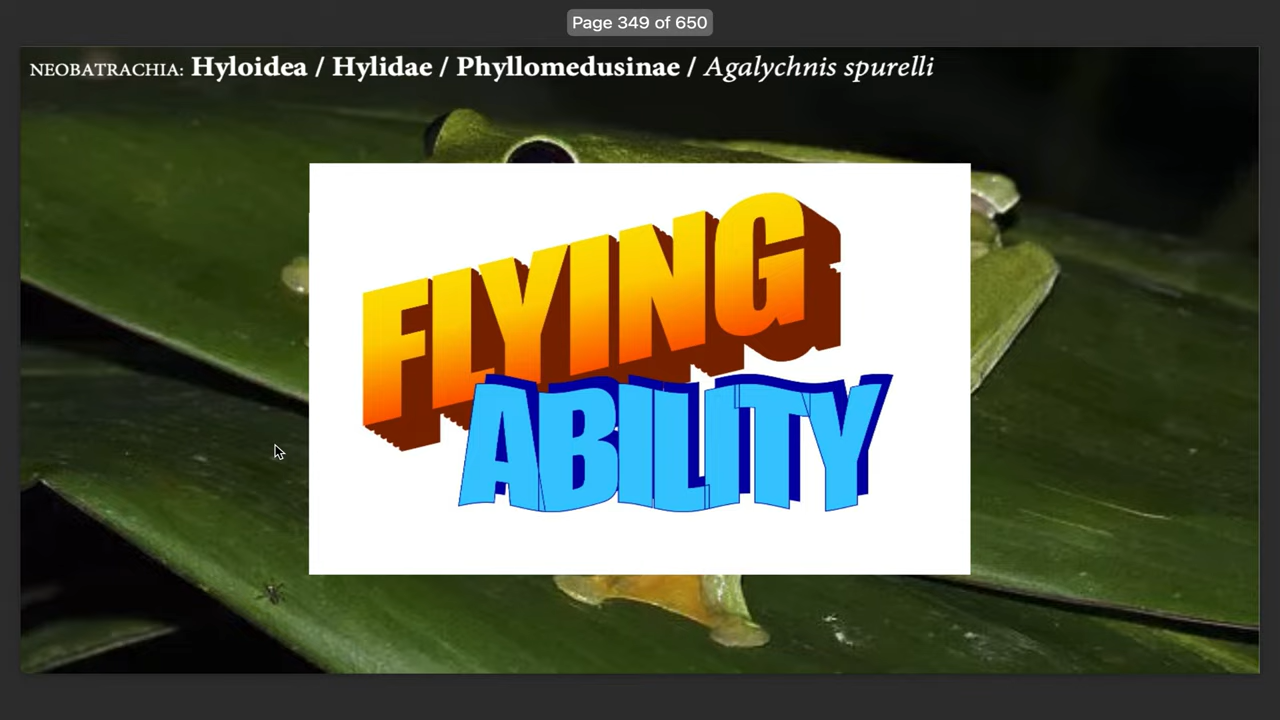 Page 349 of 650
NEOBATRACHIA: Hyloidea / Hylidae / Phyllomedusinae / Agalychnis spurelli
FLYING
ABILITY